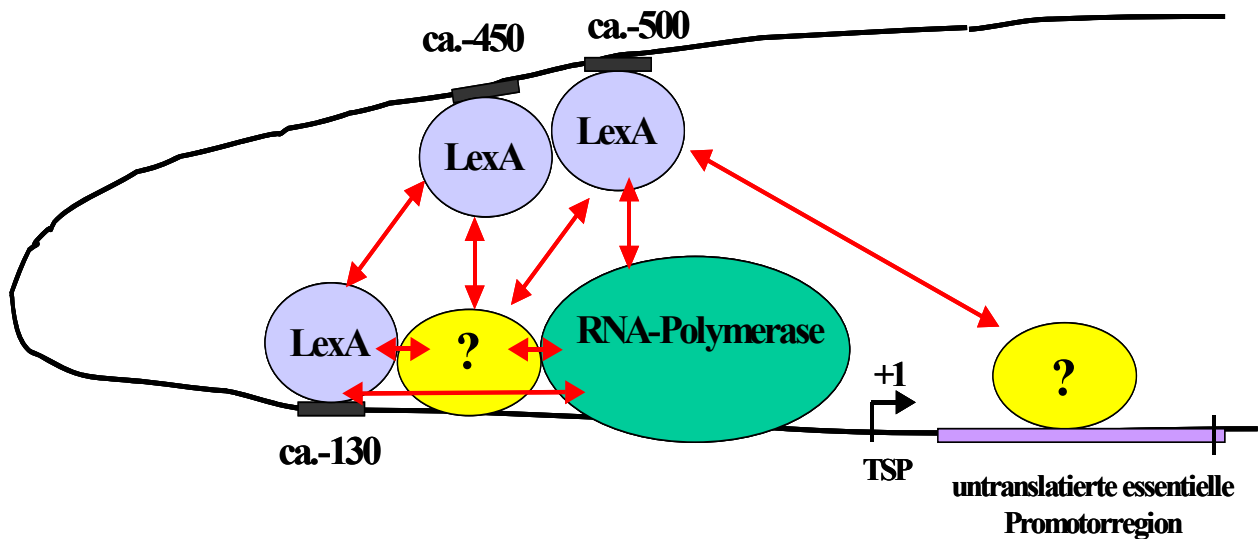 ca.-450
ca.-500
LexA
LexA
LexA
?
RNA-Polymerase
?
+1
ca.-130
TSP
untranslatierte essentielle
Promotorregion